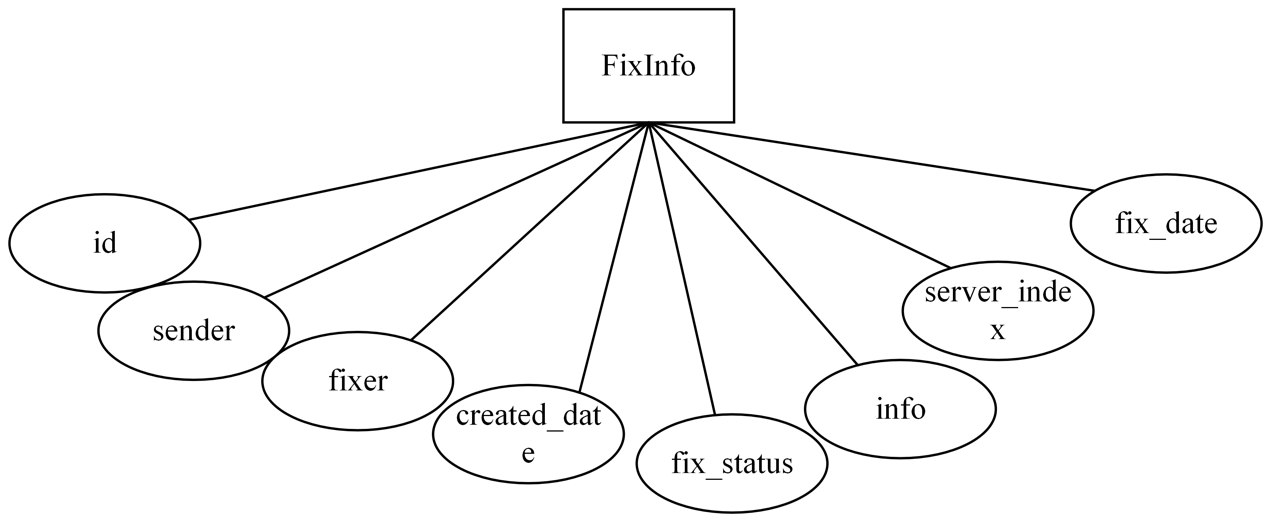 FixInfo
id
sender
fixer
created_dat
e
fix_status
info
server_inde
x
fix_date